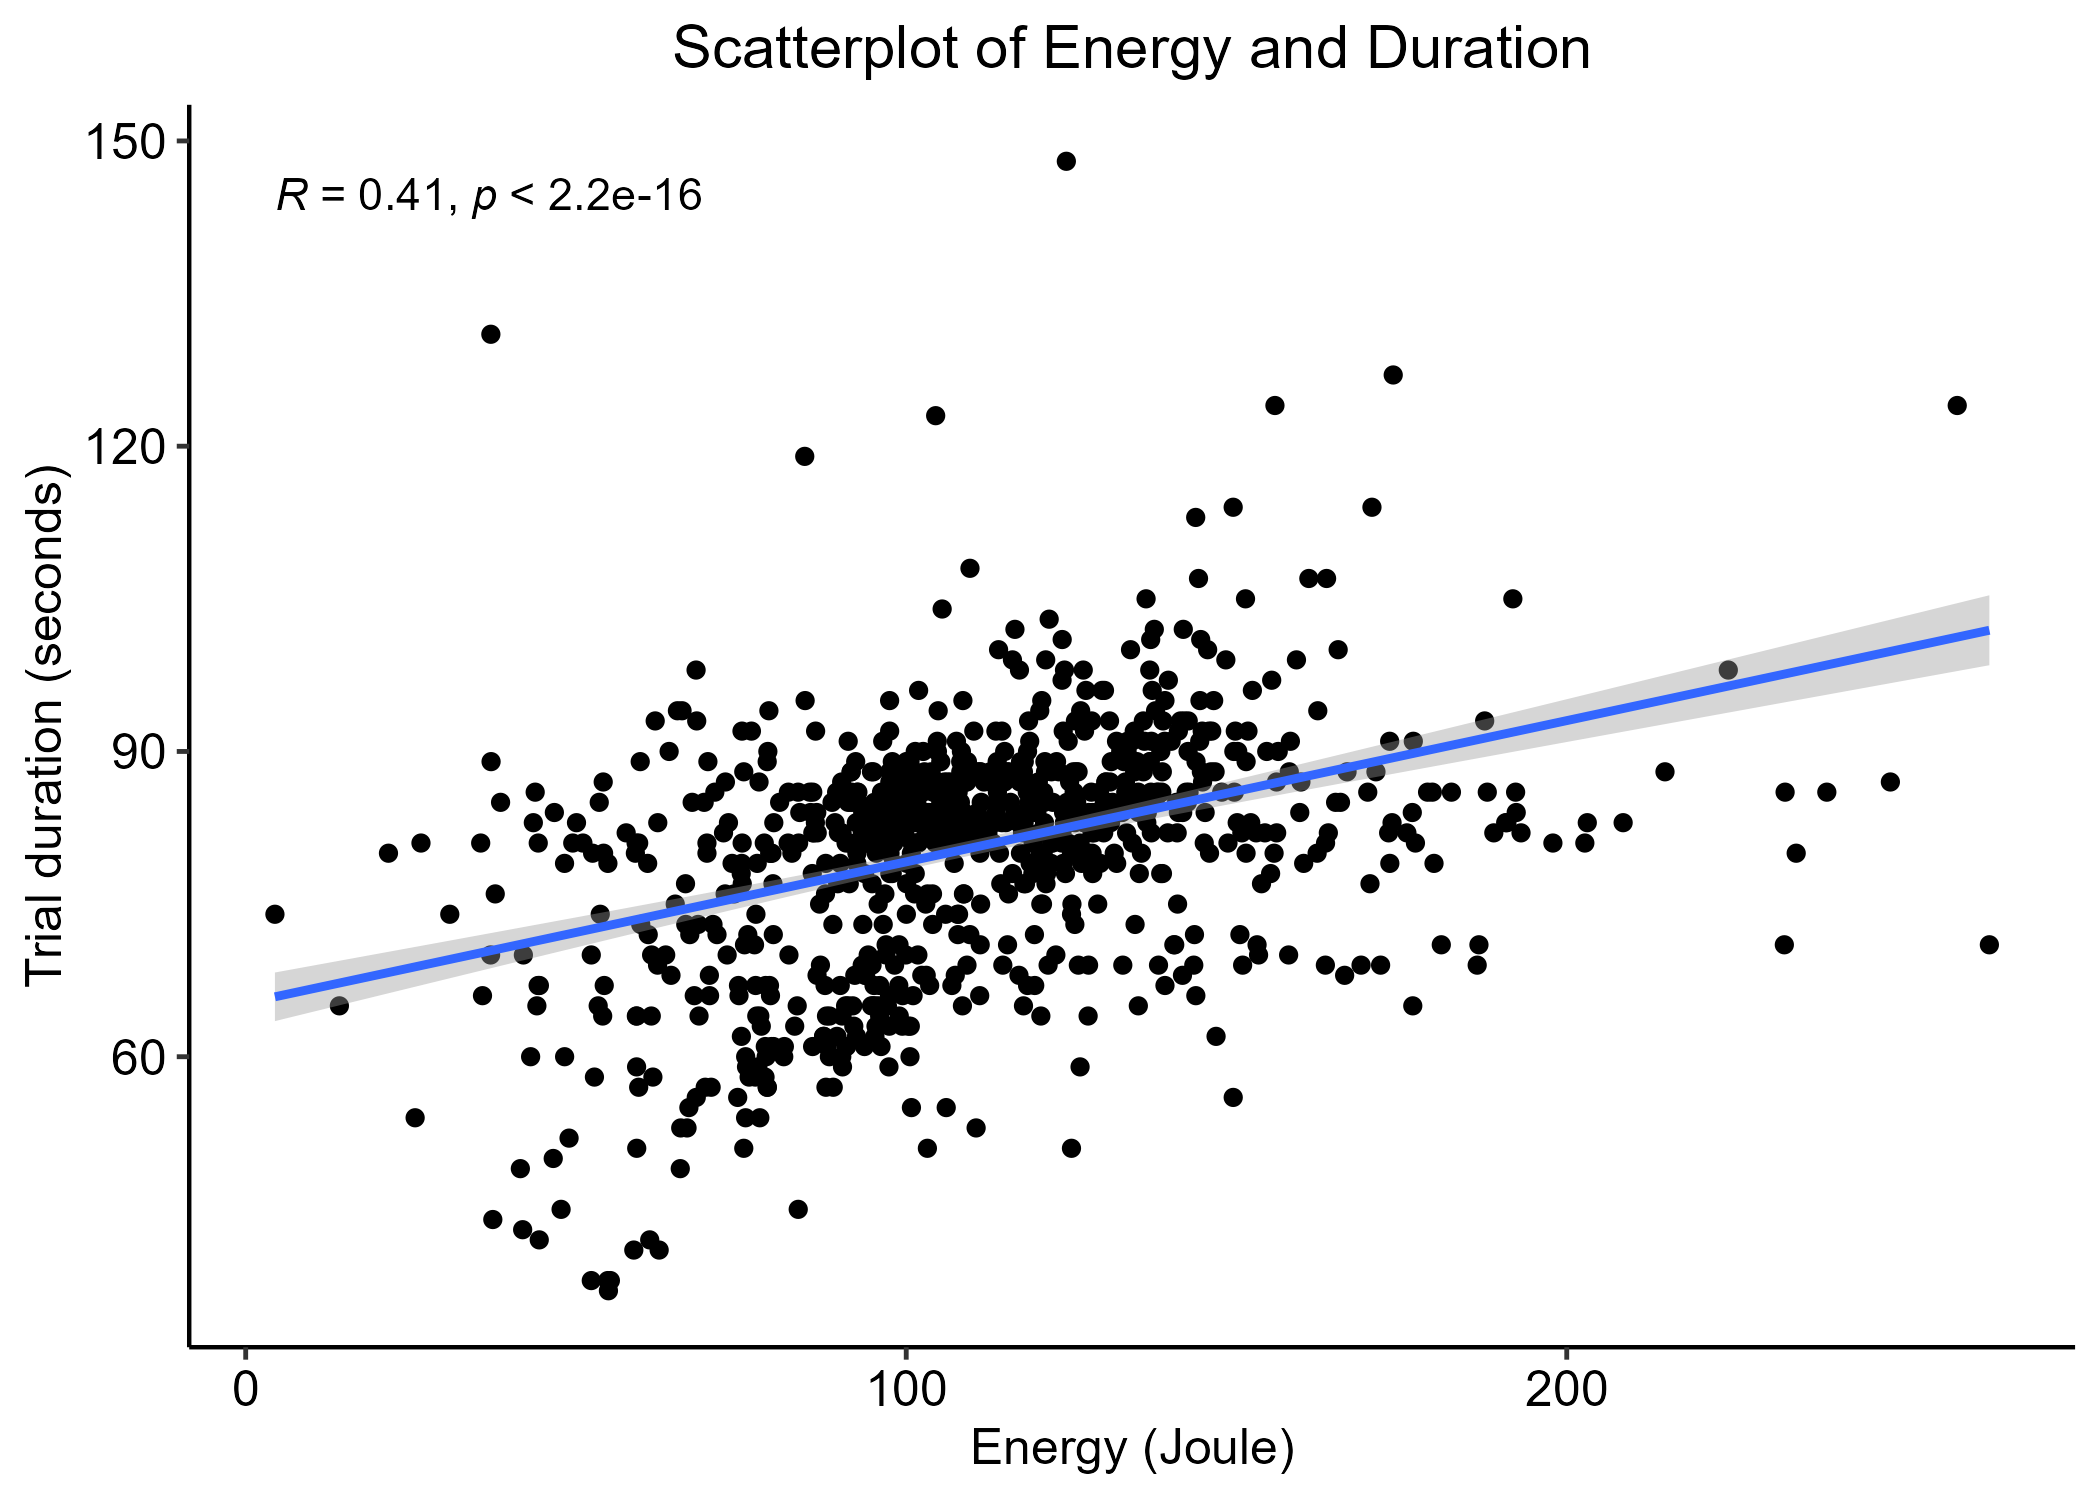 Scatterplot of Energy and Duration
150
R = 0.41, p < 2.2e-16
120
90
60
Trial duration (seconds)
0 100 200
Energy (Joule)